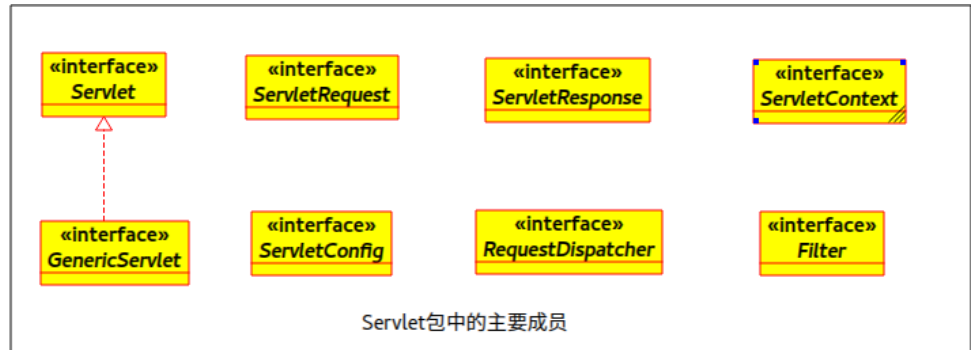 «interface»
Servlet
«interface»
ServletRequest
«interface»
ServletResponse
«interface»
ServletContext
«interface»
GenericServlet
«interface»
ServletConfig
«interface»
RequestDispatcher
«interface»
Filter
Servlet包中的主要成员